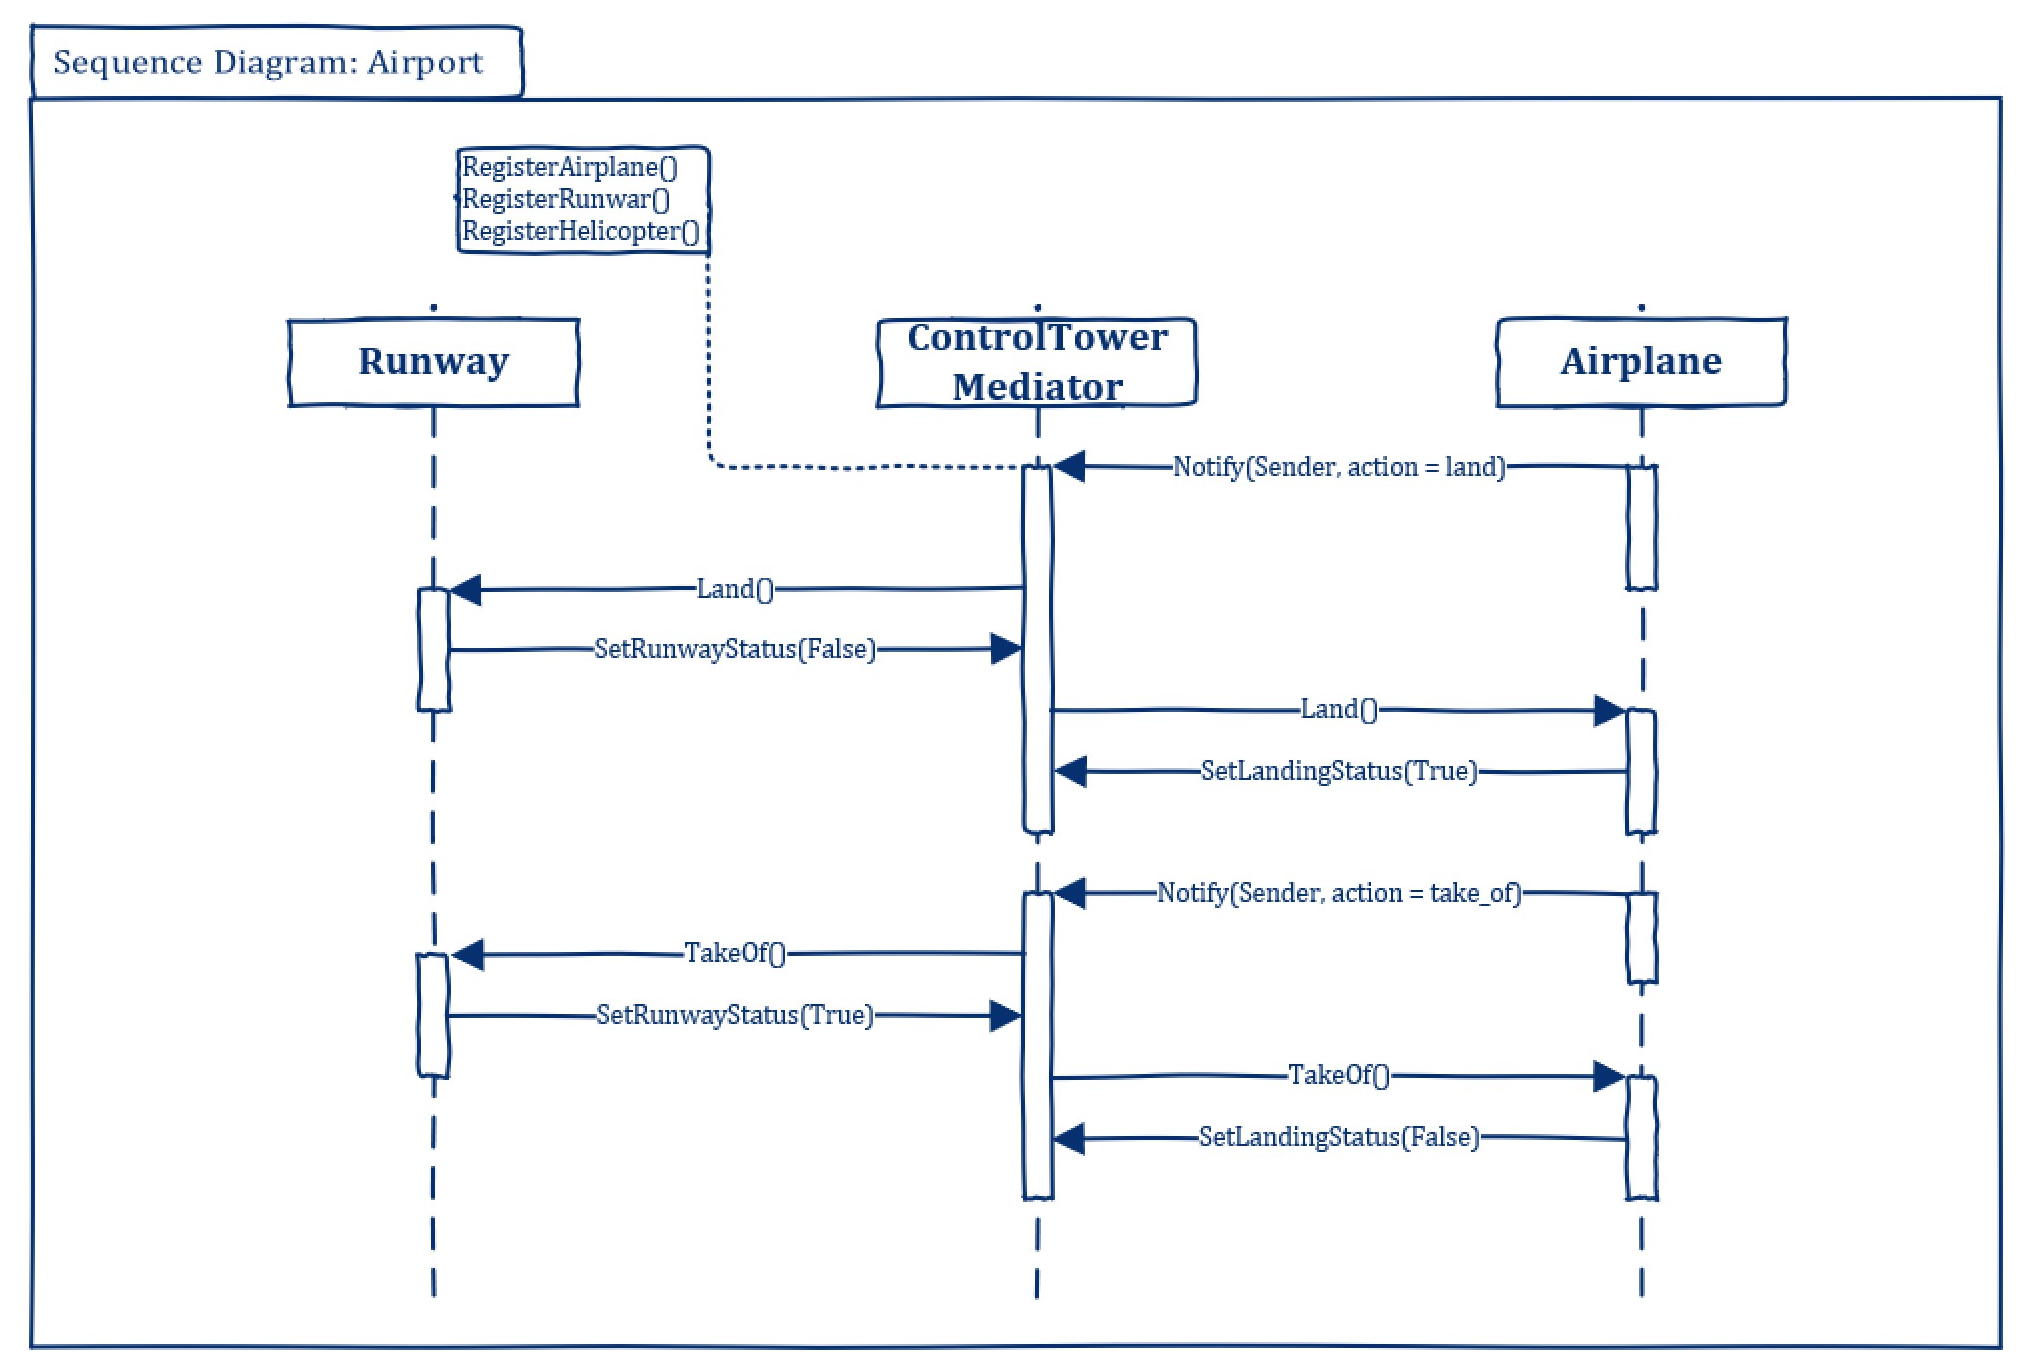 Sequence Diagram: Airport
RegisterAirplane()
RegisterRunwar()
RegisterHelicopter()
Runway
ControlTower
Mediator
Airplane
Notify(Sender, action = land)
Land()
SetRunwayStatus(False)
Land()
SetLandingStatus(True)
Notify(Sender, action = take_of)
TakeOf()
SetRunwayStatus(True)
TakeOf()
SetLandingStatus(False)